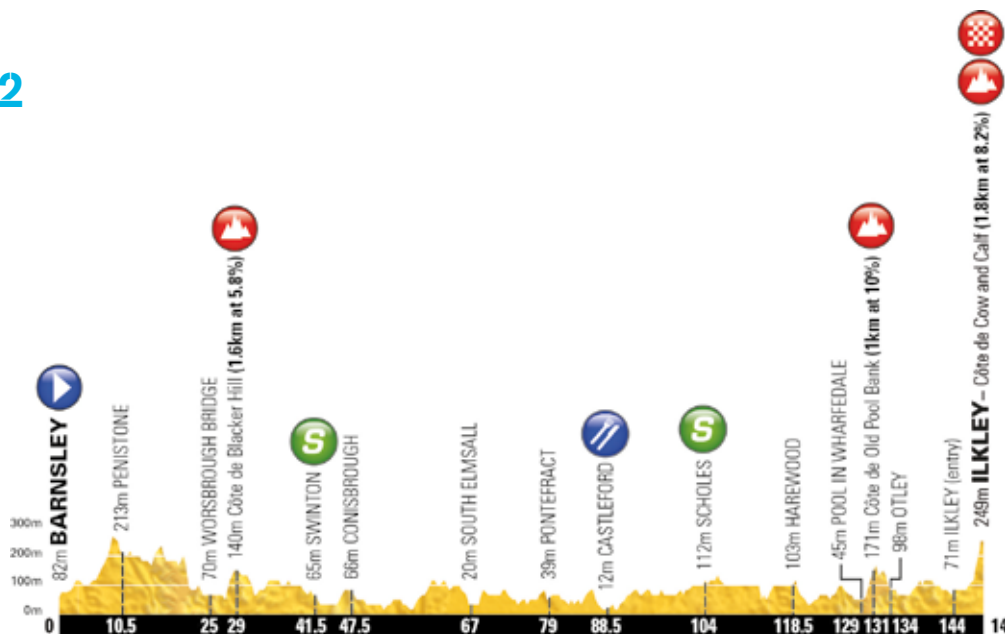 2
82m BARNSLEY
213m PENISTONE
70m WORSBROUGH BRIDGE
140m Côte de Blacker Hill (1.6km at 5.8%)
S
65m SWINTON
66m CONISBROUGH
20m SOUTH ELMSALL
39m PONTEFRACT
12m CASTLEFORD
S
112m SCHOLES
103m HAREWOOD
45m POOL IN WHARFEDALE
171m Côte de Old Pool Bank (1km at 10%)
98m OTLEY
71m ILKLEY (entry)
249m ILKLEY – Côte de Cow and Calf (1.8km at 8.2%)
300m
200m
100m
0m
0 10.5 25 29 41.5 47.5 67 79 88.5 104 118.5 129 131 134 144